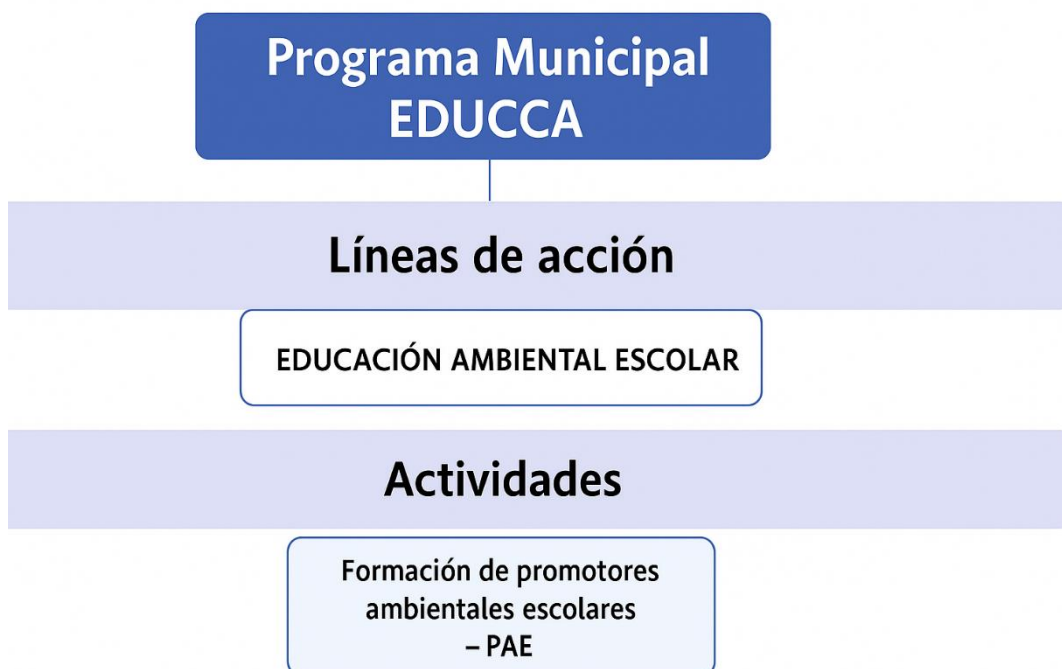 Programa Municipal
EDUCCA
Líneas de acción
EDUCACIÓN AMBIENTAL ESCOLAR
Actividades
Formación de promotores
ambientales escolares
– PAE